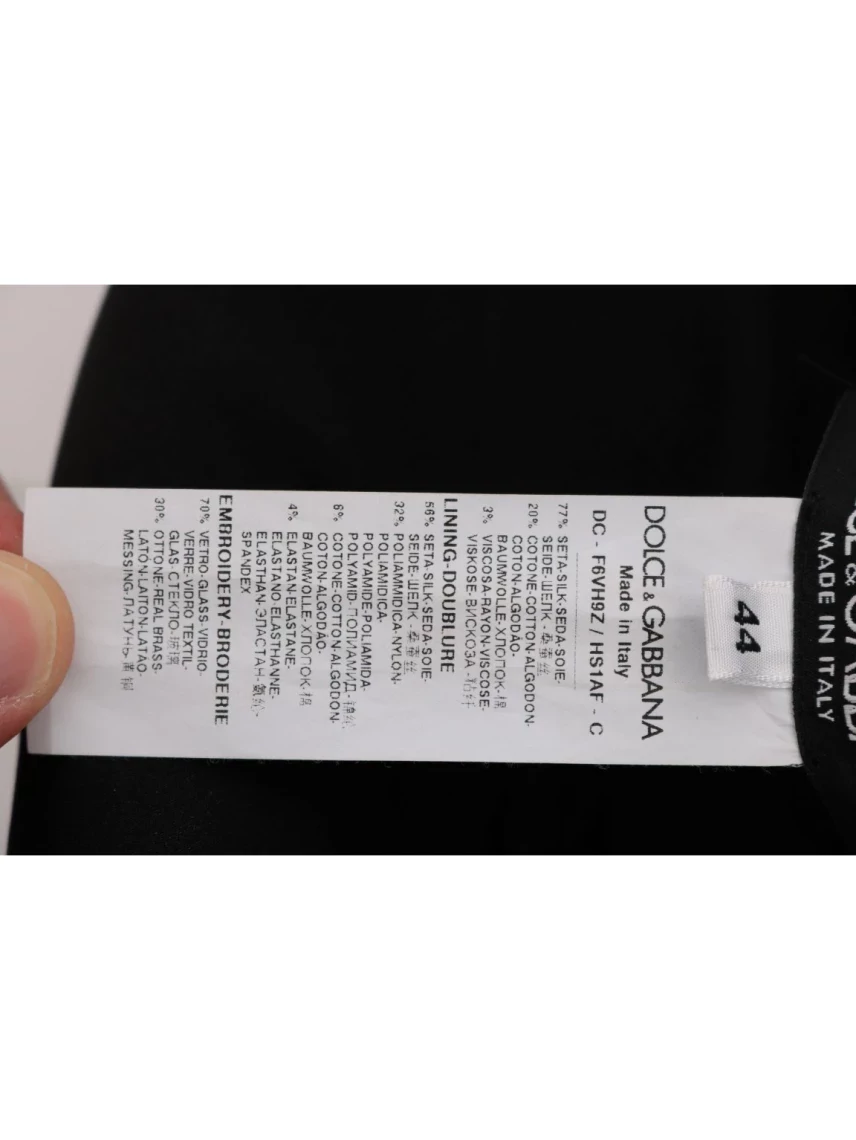 DOLCE & GABBANA
Made in Italy
DC - F6VH9Z / HS1AF - C
77% SETA-SILK-SEDA-SOIE-
SEIDE-ШЕЛК-桑蚕丝
20% COTONE-COTTON-ALGODON-
COTON-ALGODÃO-
BAUMWOLLE-ХЛОПОК-棉
3% VISCOSA-RAYON-VISCOSE-
VISKOSE-ВИСКОЗА-粘纤
LINING-DOUBLURE
56% SETA-SILK-SEDA-SOIE-
SEIDE-ШЕЛК-桑蚕丝
32% POLIAMMIDICA-NYLON-
POLIAMIDICA-
POLYAMIDE-POLIAMIDA-
POLYAMID-ПОЛИАМИД-锦纶
6% COTONE-COTTON-ALGODON-
COTON-ALGODÃO-
BAUMWOLLE-ХЛОПОК-棉
4% ELASTAN-ELASTANE-
ELASTANO-ELASTHANNE-
ELASTHAN-ЭЛАСТАН-氨纶-
SPANDEX
EMBROIDERY-BRODERIE
70% VETRO-GLASS-VIDRIO-
VERRE-VIDRO TEXTIL-
GLAS-СТЕКЛО-玻璃
30% OTTONE-REAL BRASS-
LATÓN-LAITON-LATÃO-
MESSING-ЛАТУНЬ-黄铜
44
MADE IN ITALY